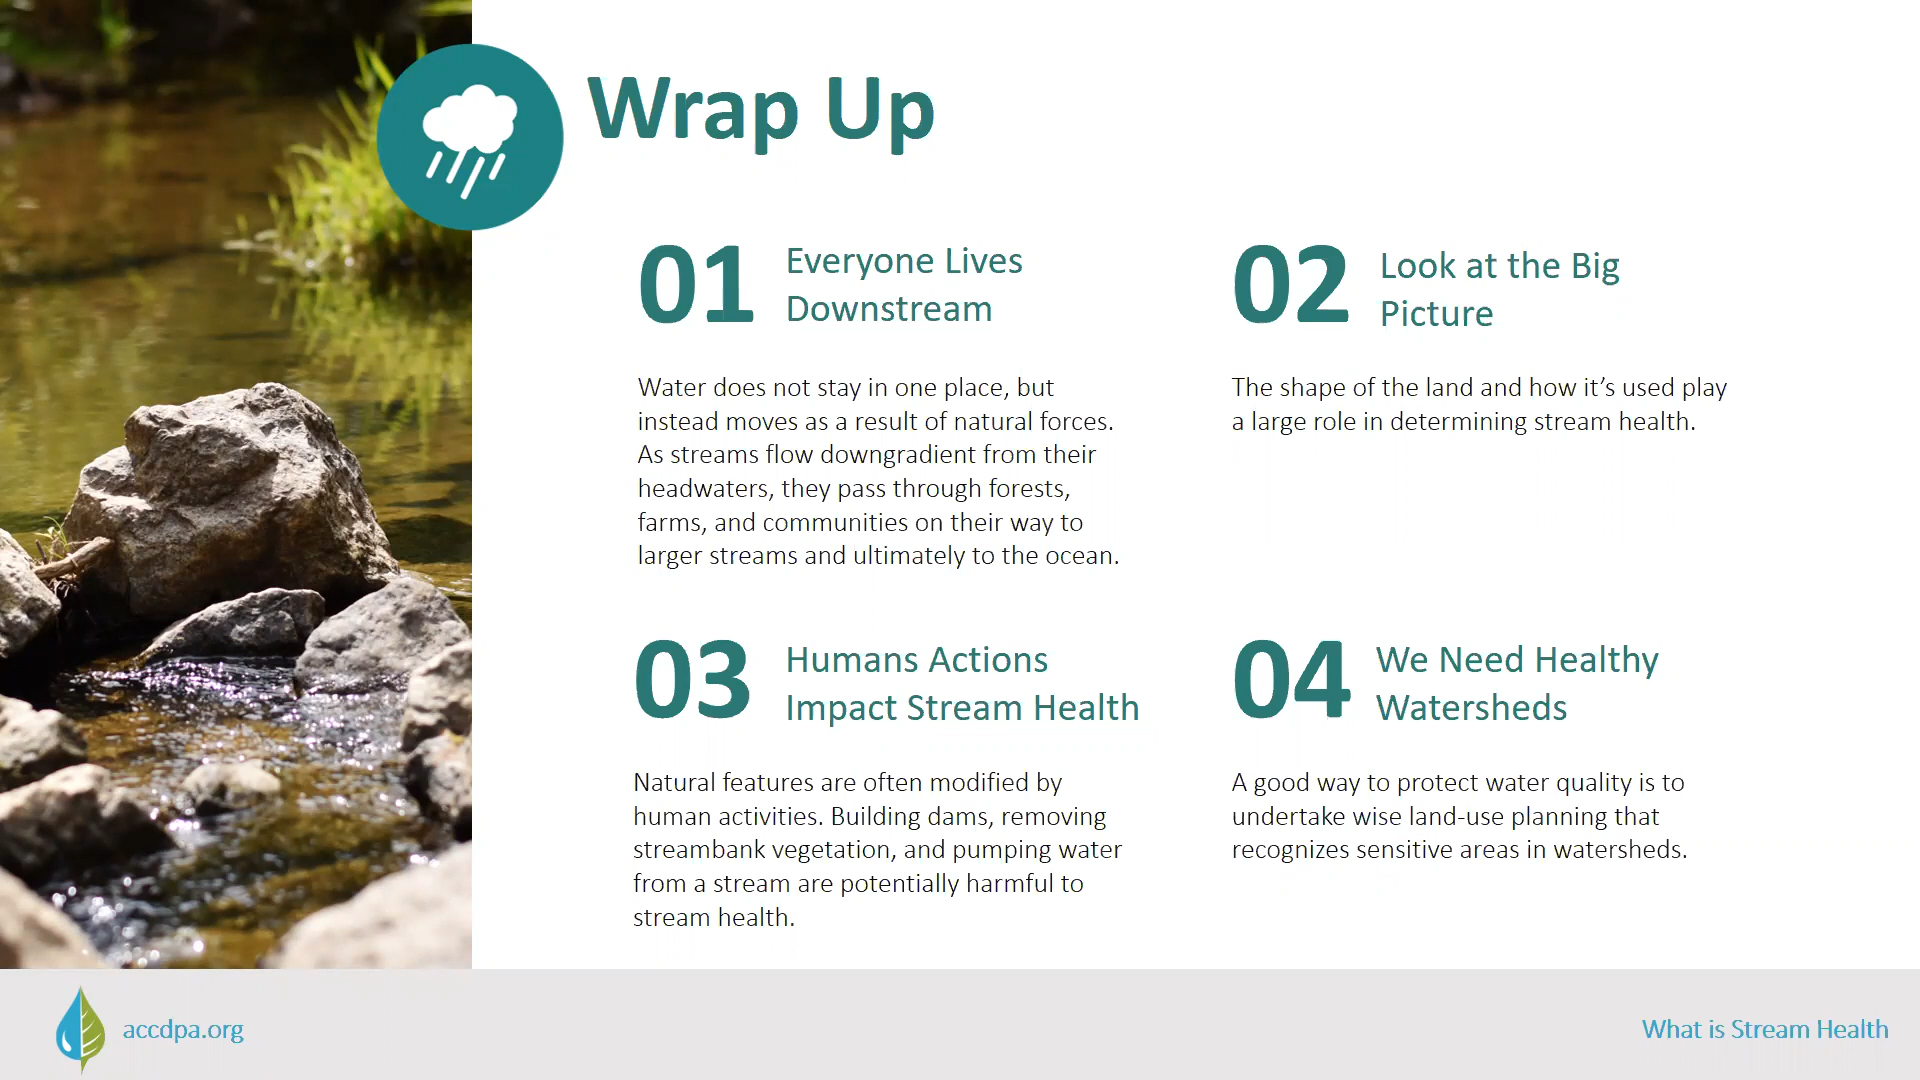 Wrap Up
01
Everyone Lives
Downstream
Water does not stay in one place, but
instead moves as a result of natural forces.
As streams flow downgradient from their
headwaters, they pass through forests,
farms, and communities on their way to
larger streams and ultimately to the ocean.
02
Look at the Big
Picture
The shape of the land and how it’s used play
a large role in determining stream health.
03
Humans Actions
Impact Stream Health
Natural features are often modified by
human activities. Building dams, removing
streambank vegetation, and pumping water
from a stream are potentially harmful to
stream health.
04
We Need Healthy
Watersheds
A good way to protect water quality is to
undertake wise land-use planning that
recognizes sensitive areas in watersheds.
accdpa.org
What is Stream Health